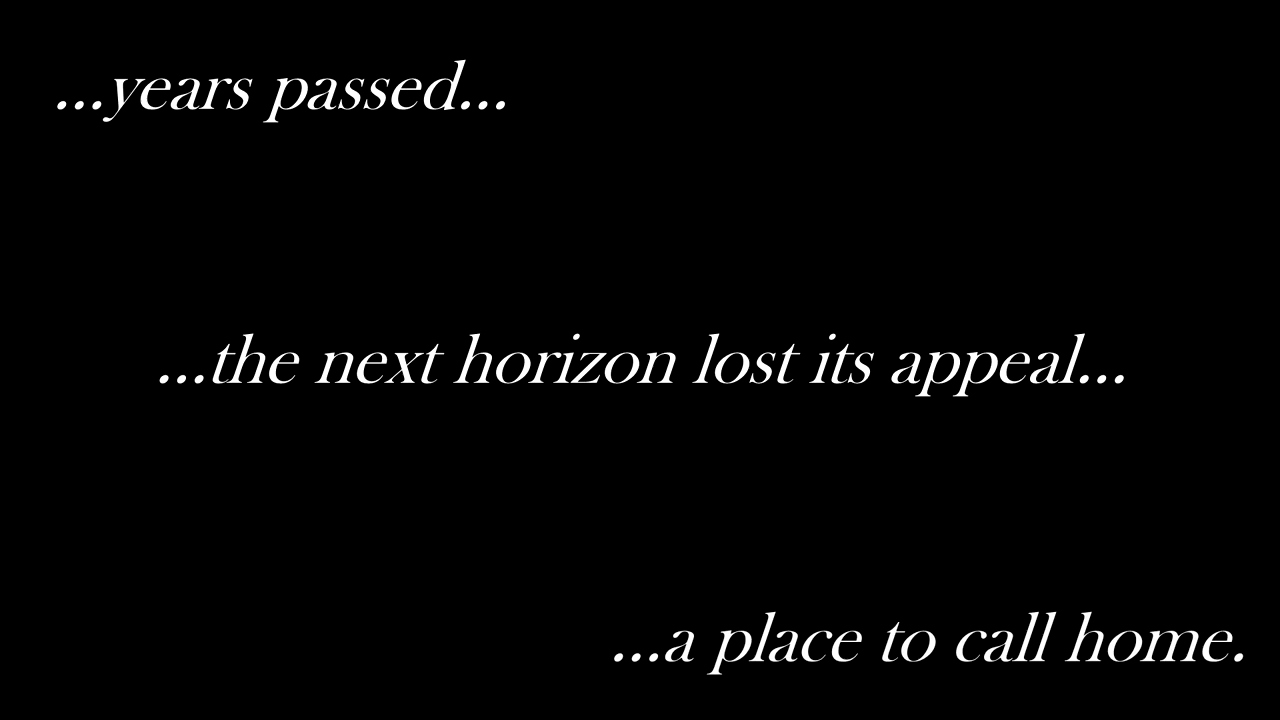 ...years passed...
...the next horizon lost its appeal...
...a place to call home.